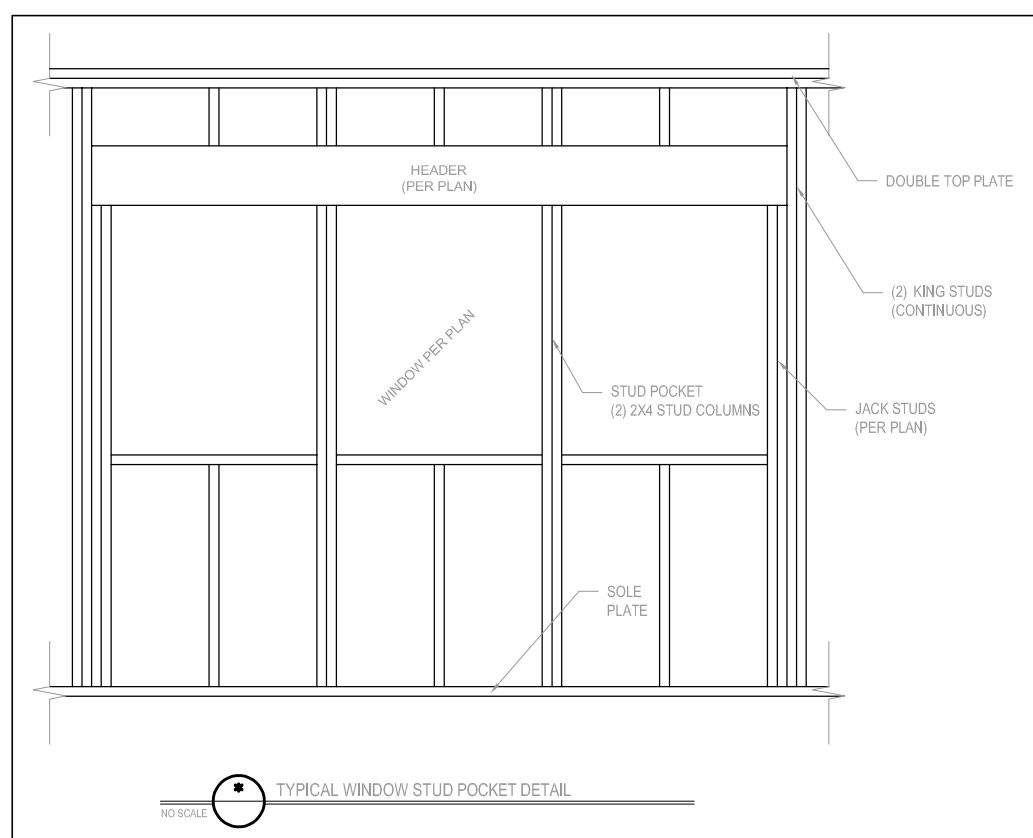 HEADER
(PER PLAN)
DOUBLE TOP PLATE
(2) KING STUDS
(CONTINUOUS)
WINDOW PER PLAN
STUD POCKET
(2) 2X4 STUD COLUMNS
JACK STUDS
(PER PLAN)
SOLE
PLATE
*
TYPICAL WINDOW STUD POCKET DETAIL
NO SCALE